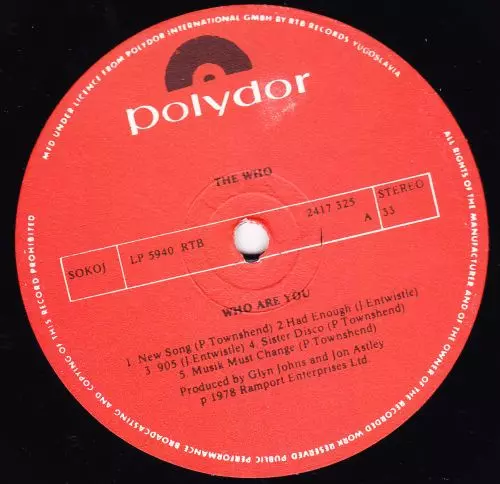 MFD UNDER LICENCE FROM POLYDOR INTERNATIONAL GMBH BY RTB RECORDS YUGOSLAVIA
polydor
THE WHO
SOKOJ
LP 5940 RTB
2417 325
A
STEREO
33
WHO ARE YOU
1. New Song (P Townshend) 2 Had Enough (J.Entwistle)
3. 905 (J.Entwistle) 4. Sister Disco (P Townshend)
5. Musik Must Change (P Townshend)
Produced by Glyn Johns and Jon Astley
p 1978 Ramport Enterprises Ltd.
ALL RIGHTS OF THE MANUFACTURER AND OF THE OWNER OF THE RECORDED WORK RESERVED PUBLIC PERFORMANCE BROADCASTING AND COPYING OF THIS RECORD PROHIBITED